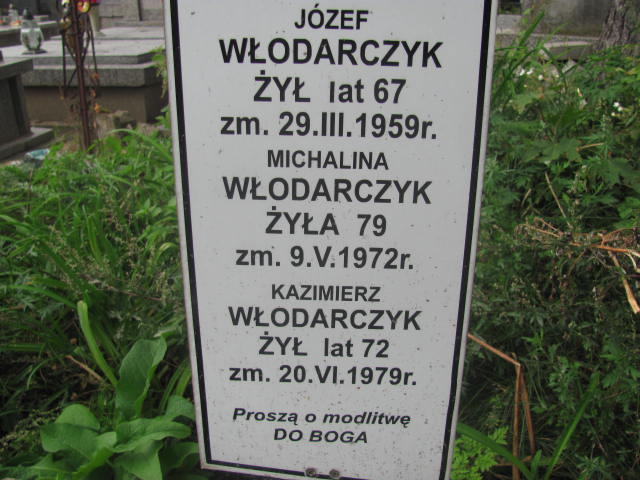 JÓZEF
WŁODARCZYK
ŻYŁ lat 67
zm. 29.III.1959r.
MICHALINA
WŁODARCZYK
ŻYŁA 79
zm. 9.V.1972r.
KAZIMIERZ
WŁODARCZYK
ŻYŁ lat 72
zm. 20.VI.1979r.
Proszą o modlitwę
DO BOGA